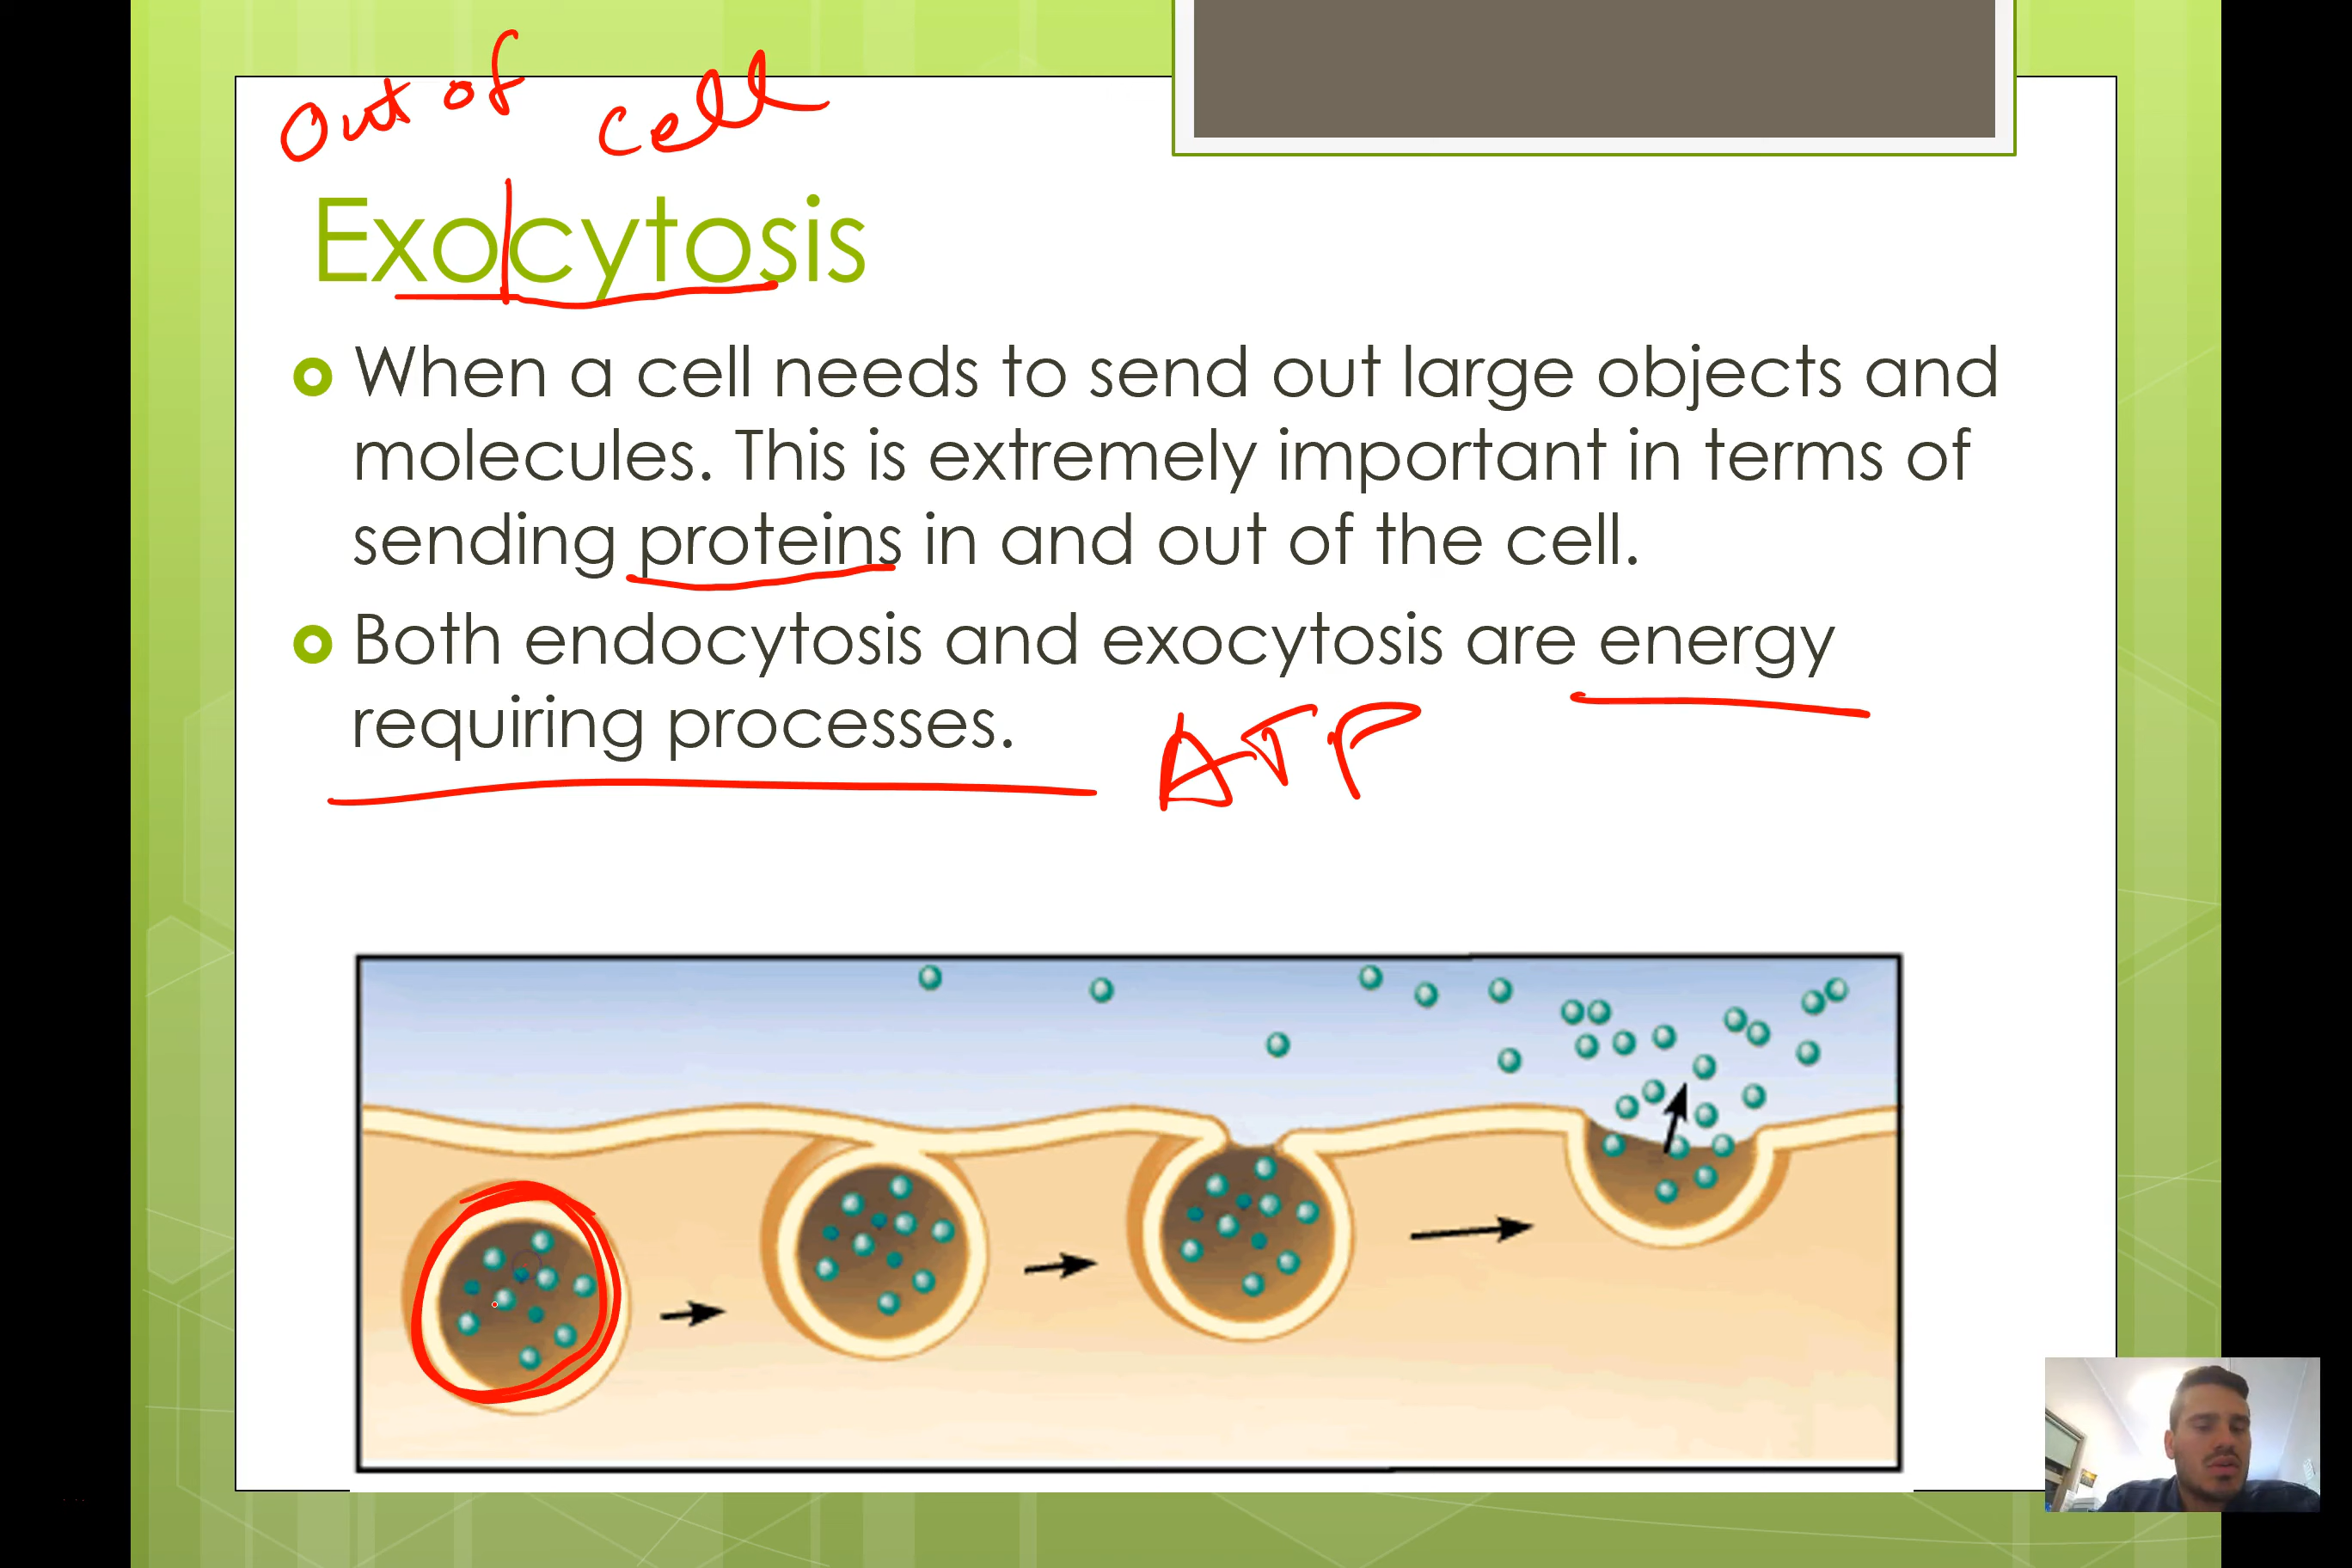 Out of cell
Exocytosis
When a cell needs to send out large objects and
molecules. This is extremely important in terms of
sending proteins in and out of the cell.
Both endocytosis and exocytosis are energy
requiring processes.
ATP